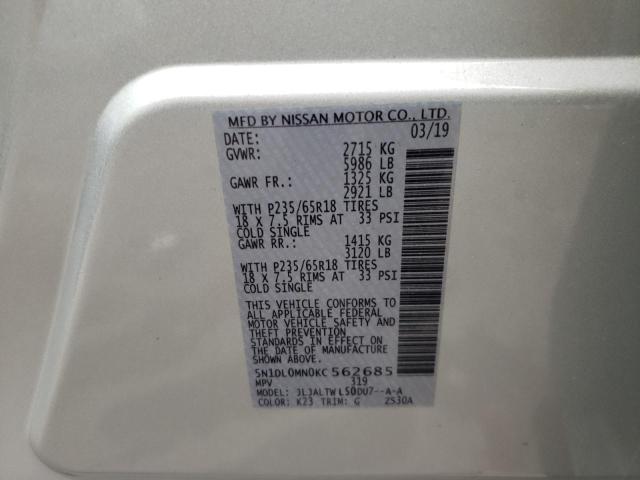 MFD BY NISSAN MOTOR CO., LTD.
DATE: 03/19
GVWR: 2715 KG
5986 LB
GAWR FR.: 1325 KG
2921 LB
WITH P235/65R18 TIRES
18 X 7.5 RIMS AT 33 PSI
COLD SINGLE
GAWR RR.: 1415 KG
3120 LB
WITH P235/65R18 TIRES
18 X 7.5 RIMS AT 33 PSI
COLD SINGLE
THIS VEHICLE CONFORMS TO
ALL APPLICABLE FEDERAL
MOTOR VEHICLE SAFETY AND
THEFT PREVENTION
STANDARDS IN EFFECT ON
THE DATE OF MANUFACTURE
SHOWN ABOVE.
5N1DL0MN0KC562685
MPV 319
MODEL: JLJALTWL50DU7--A-A
COLOR: K23 TRIM: G 2S30A